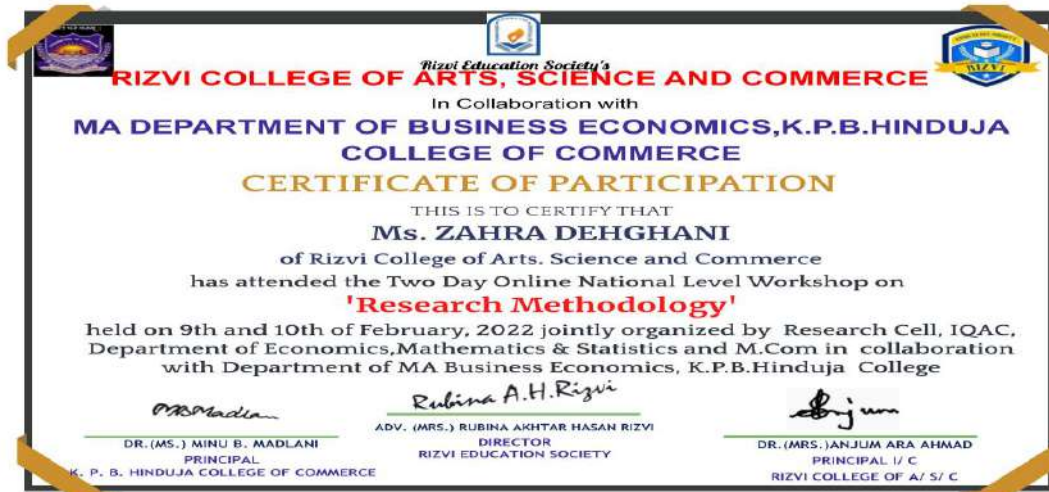 Rizvi Education Society's
RIZVI COLLEGE OF ARTS, SCIENCE AND COMMERCE
In Collaboration with
MA DEPARTMENT OF BUSINESS ECONOMICS,K.P.B.HINDUJA
COLLEGE OF COMMERCE
CERTIFICATE OF PARTICIPATION
THIS IS TO CERTIFY THAT
Ms. ZAHRA DEHGHANI
of Rizvi College of Arts. Science and Commerce
has attended the Two Day Online National Level Workshop on
'Research Methodology'
held on 9th and 10th of February, 2022 jointly organized by Research Cell, IQAC,
Department of Economics,Mathematics & Statistics and M.Com in collaboration
with Department of MA Business Economics, K.P.B.Hinduja College
Rubina A.H.Rizvi
DR.(MS.) MINU B. MADLANI
PRINCIPAL
K. P. B. HINDUJA COLLEGE OF COMMERCE
ADV. (MRS.) RUBINA AKHTAR HASAN RIZVI
DIRECTOR
RIZVI EDUCATION SOCIETY
DR.(MRS.)ANJUM ARA AHMAD
PRINCIPAL I/ C
RIZVI COLLEGE OF A/ S/ C
RIZVI